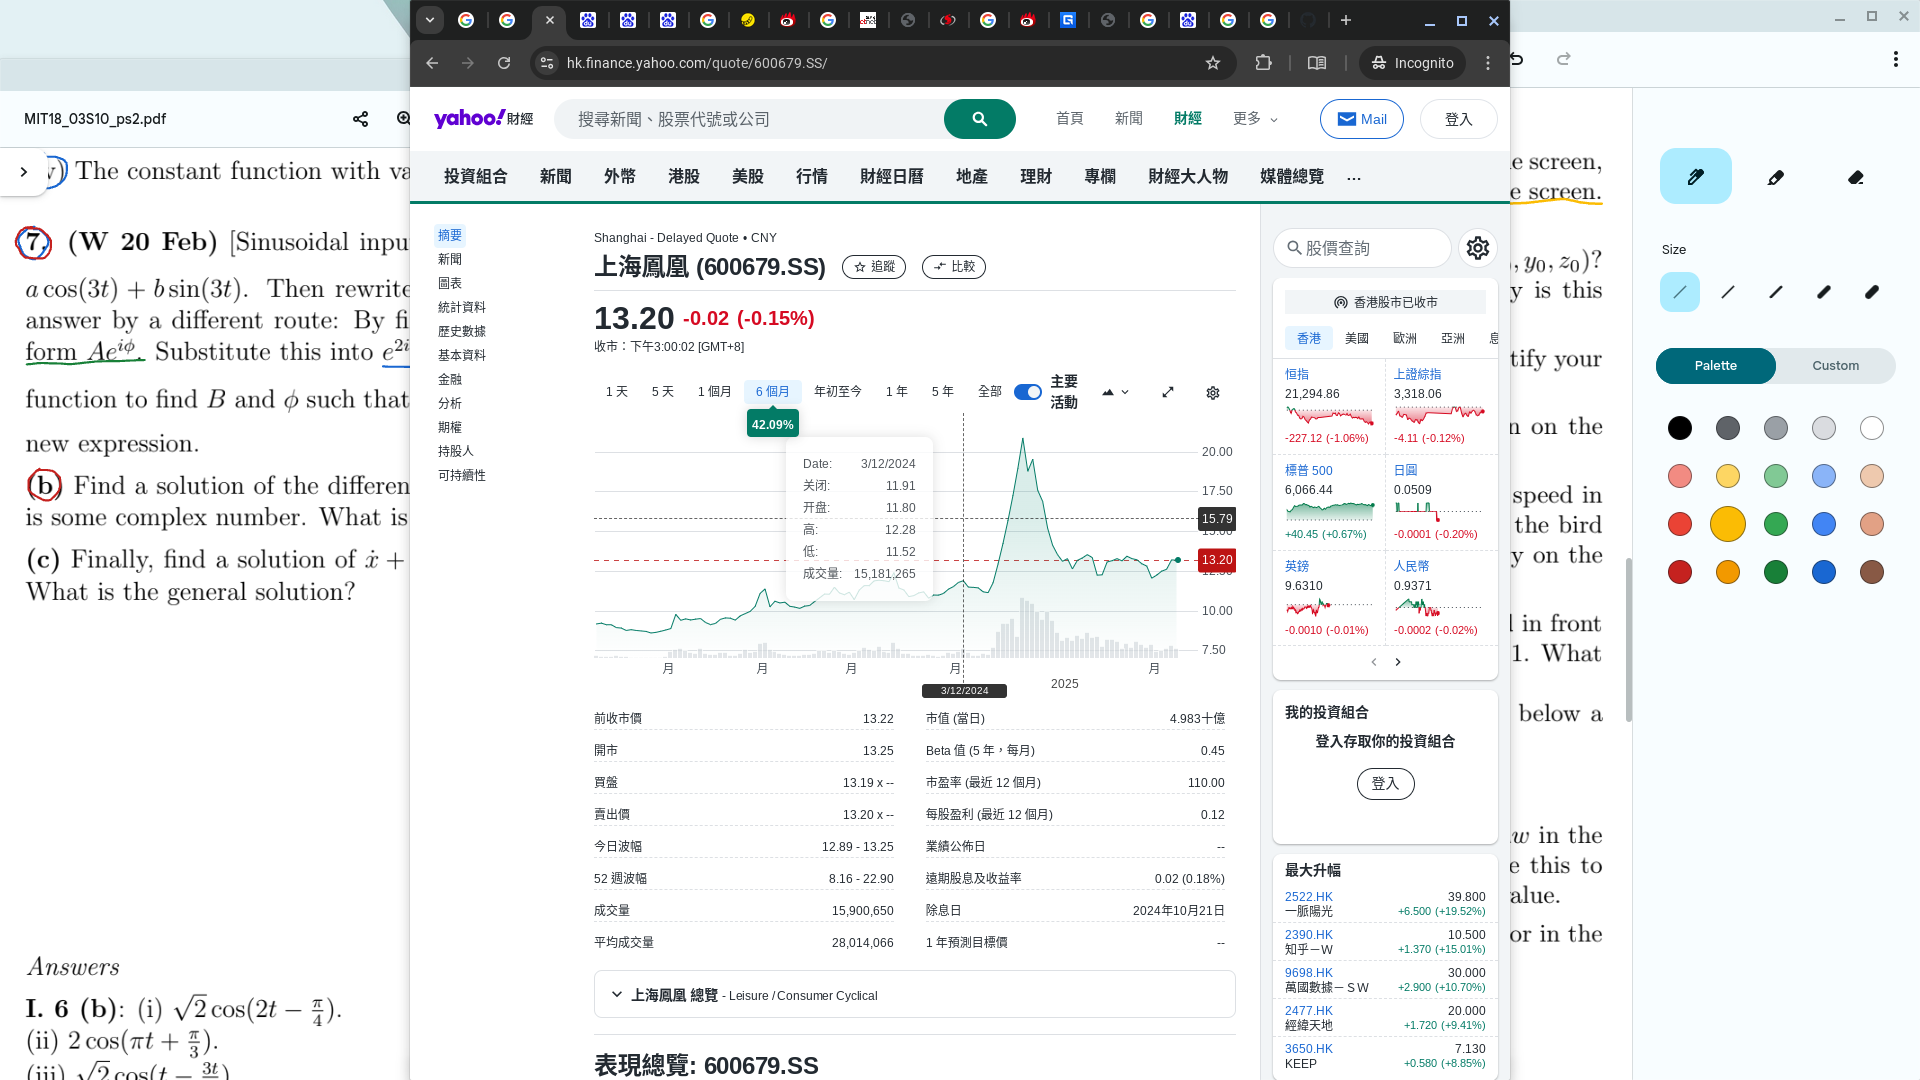 hk.finance.yahoo.com/quote/600679.SS/
Incognito
MIT18_03S10_ps2.pdf
The constant function with va
7. (W 20 Feb) [Sinusoidal inpu
a cos(3t) + b sin(3t). Then rewrite
answer by a different route: By fi
form Ae^{iφ}. Substitute this into e^{2i
function to find B and ϕ such that
new expression.
(b) Find a solution of the differen
is some complex number. What is
(c) Finally, find a solution of ẋ +
What is the general solution?
Answers
I. 6 (b): (i) √2 cos(2t − π/4).
(ii) 2 cos(πt + π/3).
(iii) √2 cos(t − 3t
yahoo!財經
搜尋新聞、股票代號或公司
首頁
新聞
財經
更多
Mail
登入
投資組合
新聞
外幣
港股
美股
行情
財經日曆
地產
理財
專欄
財經大人物
媒體總覽
...
摘要
新聞
圖表
統計資料
歷史數據
基本資料
金融
分析
期權
持股人
可持續性
Shanghai - Delayed Quote • CNY
上海鳳凰 (600679.SS)
追蹤
比較
13.20 -0.02 (-0.15%)
收市：下午3:00:02 [GMT+8]
1 天
5 天
1 個月
6 個月
年初至今
1 年
5 年
全部
主要
活動
42.09%
Date: 3/12/2024
关闭: 11.91
开盘: 11.80
高: 12.28
低: 11.52
成交量: 15,181,265
20.00
17.50
15.79
15.00
13.20
12.50
10.00
7.50
月
月
月
月
月
3/12/2024
2025
前收市價 13.22
開市 13.25
買盤 13.19 x --
賣出價 13.20 x --
今日波幅 12.89 - 13.25
52 週波幅 8.16 - 22.90
成交量 15,900,650
平均成交量 28,014,066
市值 (當日) 4.983十億
Beta 值 (5 年，每月) 0.45
市盈率 (最近 12 個月) 110.00
每股盈利 (最近 12 個月) 0.12
業績公佈日 --
遠期股息及收益率 0.02 (0.18%)
除息日 2024年10月21日
1 年預測目標價 --
上海鳳凰 總覽 - Leisure / Consumer Cyclical
表現總覽: 600679.SS
股價查詢
香港股市已收市
香港
美國
歐洲
亞洲
恒指
21,294.86
-227.12 (-1.06%)
上證綜指
3,318.06
-4.11 (-0.12%)
標普 500
6,066.44
+40.45 (+0.67%)
日圓
0.0509
-0.0001 (-0.20%)
英鎊
9.6310
-0.0010 (-0.01%)
人民幣
0.9371
-0.0002 (-0.02%)
我的投資組合
登入存取你的投資組合
登入
最大升幅
2522.HK 39.800
一脈陽光 +6.500 (+19.52%)
2390.HK 10.500
知乎－Ｗ +1.370 (+15.01%)
9698.HK 30.000
萬國數據－ＳＷ +2.900 (+10.70%)
2477.HK 20.000
經緯天地 +1.720 (+9.41%)
3650.HK 7.130
KEEP +0.580 (+8.85%)
e screen,
e screen.
, y0, z0)?
y is this
tify your
n on the
speed in
the bird
y on the
l in front
1. What
below a
w in the
e this to
alue.
or in the
Size
Palette
Custom